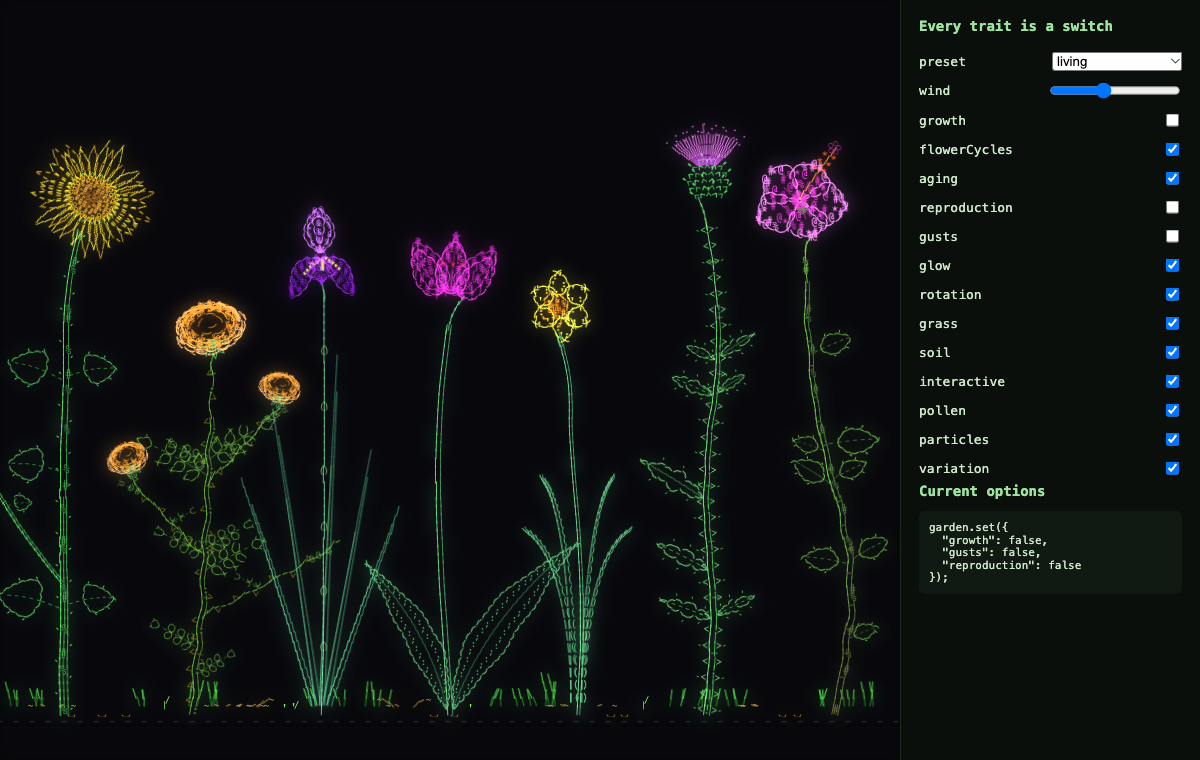 Every trait is a switch
preset living
wind
growth
flowerCycles
aging
reproduction
gusts
glow
rotation
grass
soil
interactive
pollen
particles
variation
Current options
garden.set({
  "growth": false,
  "gusts": false,
  "reproduction": false
});